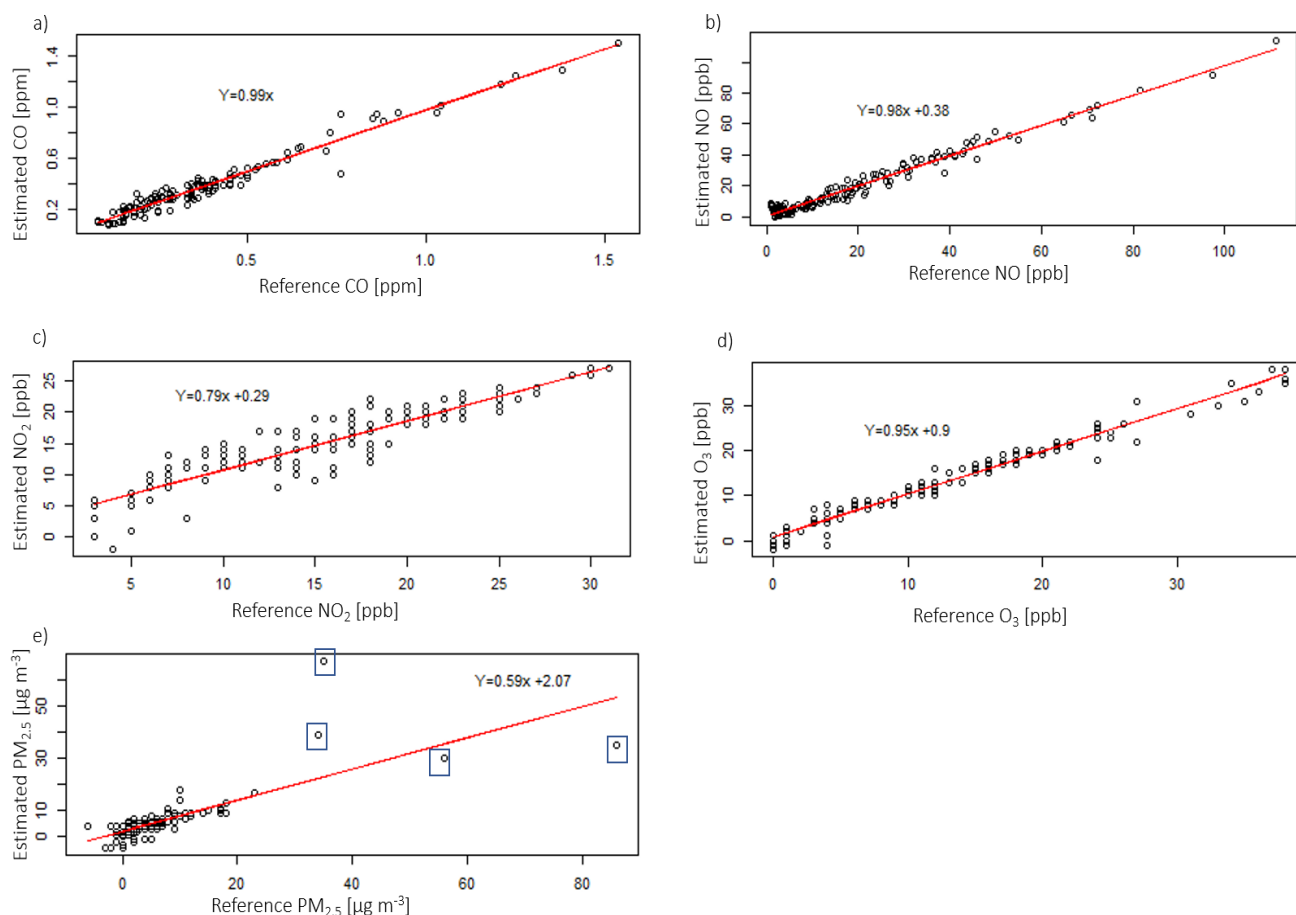 a)
Estimated CO [ppm]
1.4
1.0
0.6
0.2
Y=0.99x
0.5
1.0
1.5
Reference CO [ppm]
b)
Estimated NO [ppb]
80
60
40
20
0
Y=0.98x +0.38
0
20
40
60
80
100
Reference NO [ppb]
c)
Estimated NO₂ [ppb]
25
20
15
10
5
0
Y=0.79x +0.29
5
10
15
20
25
30
Reference NO₂ [ppb]
d)
Estimated O₃ [ppb]
30
20
10
0
Y=0.95x +0.9
0
10
20
30
Reference O₃ [ppb]
e)
Estimated PM₂.₅ [µg m⁻³]
50
30
10
0
Y=0.59x +2.07
0
20
40
60
80
Reference PM₂.₅ [µg m⁻³]